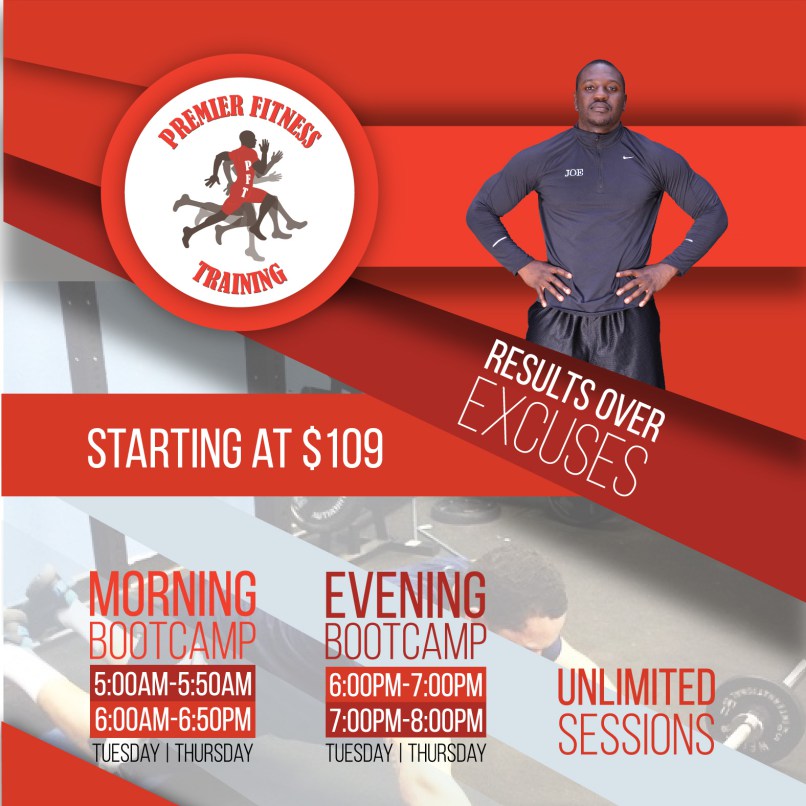 PREMIER FITNESS
PFT
TRAINING
JOE
RESULTS OVER
EXCUSES
STARTING AT $109
MORNING
BOOTCAMP
5:00AM-5:50AM
6:00AM-6:50PM
TUESDAY | THURSDAY
EVENING
BOOTCAMP
6:00PM-7:00PM
7:00PM-8:00PM
TUESDAY | THURSDAY
UNLIMITED
SESSIONS